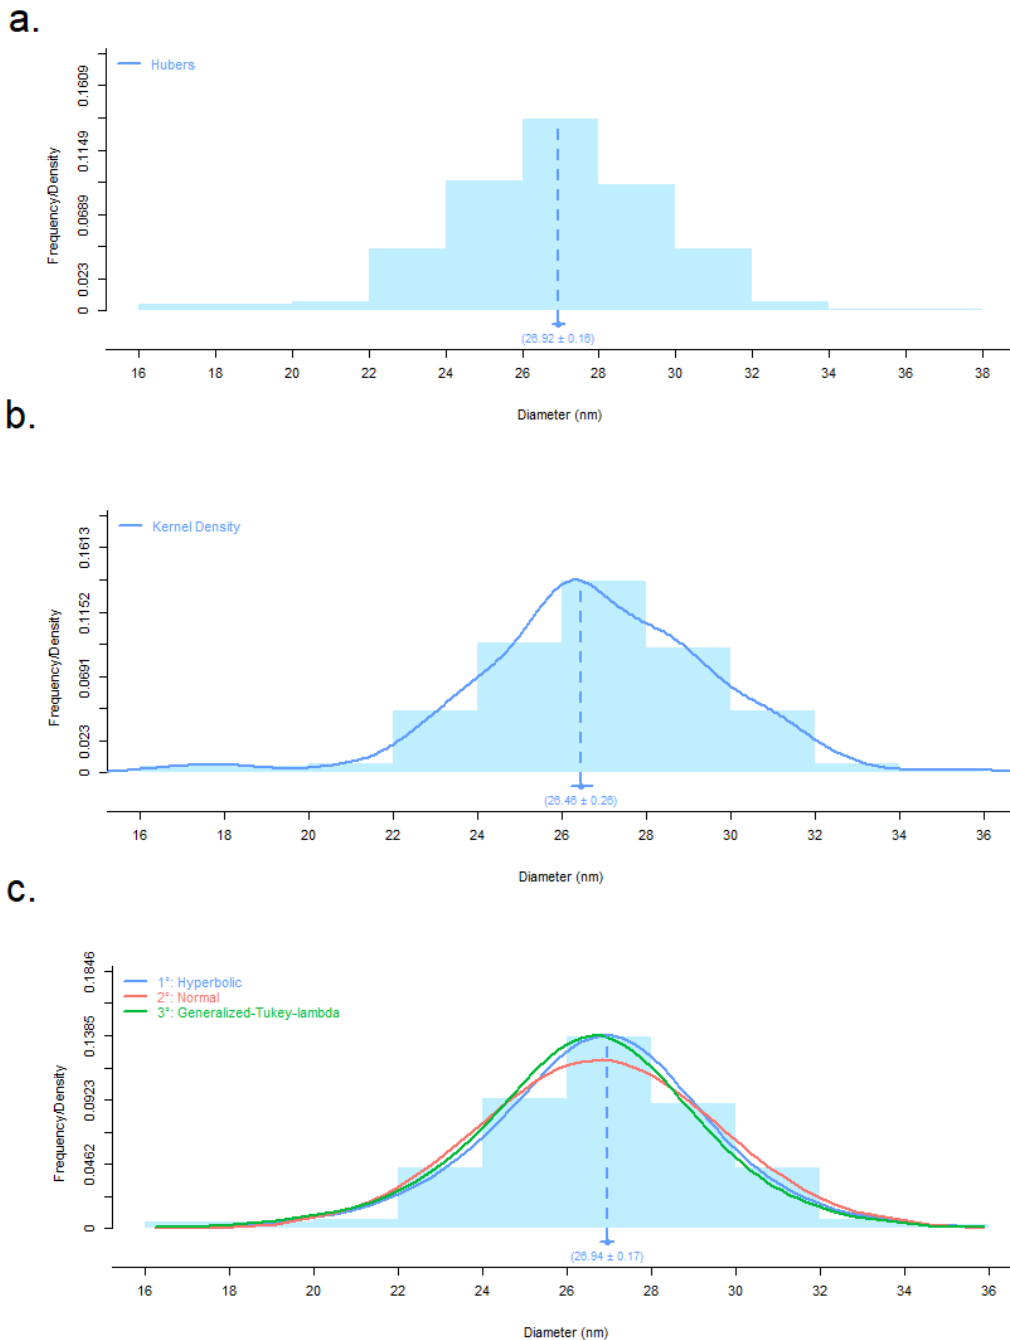 a.
Hubers
0.1609
0.1149
0.0689
0.023
0
Frequency/Density
(26.92 ± 0.16)
16 18 20 22 24 26 28 30 32 34 36 38
Diameter (nm)
b.
Kernel Density
0.1613
0.1152
0.0691
0.023
0
Frequency/Density
(26.46 ± 0.26)
16 18 20 22 24 26 28 30 32 34 36
Diameter (nm)
c.
1°: Hyperbolic
2°: Normal
3°: Generalized-Tukey-lambda
0.1846
0.1385
0.0923
0.0462
0
Frequency/Density
(26.94 ± 0.17)
16 18 20 22 24 26 28 30 32 34 36
Diameter (nm)